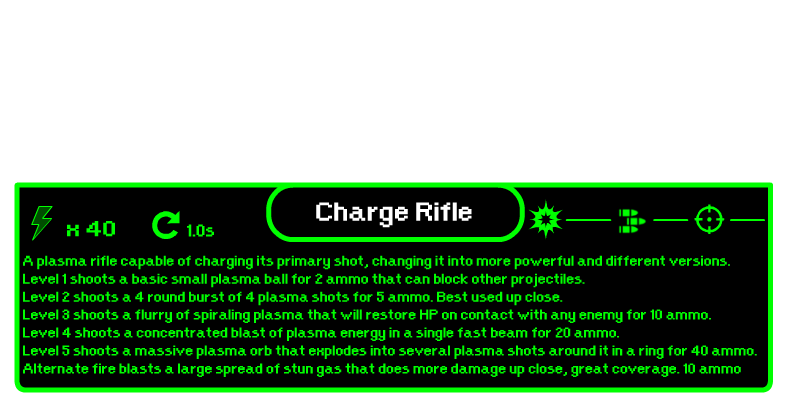 x 40
1.0s
Charge Rifle
A plasma rifle capable of charging its primary shot, changing it into more powerful and different versions.
Level 1 shoots a basic small plasma ball for 2 ammo that can block other projectiles.
Level 2 shoots a 4 round burst of 4 plasma shots for 5 ammo. Best used up close.
Level 3 shoots a flurry of spiraling plasma that will restore HP on contact with any enemy for 10 ammo.
Level 4 shoots a concentrated blast of plasma energy in a single fast beam for 20 ammo.
Level 5 shoots a massive plasma orb that explodes into several plasma shots around it in a ring for 40 ammo.
Alternate fire blasts a large spread of stun gas that does more damage up close, great coverage. 10 ammo